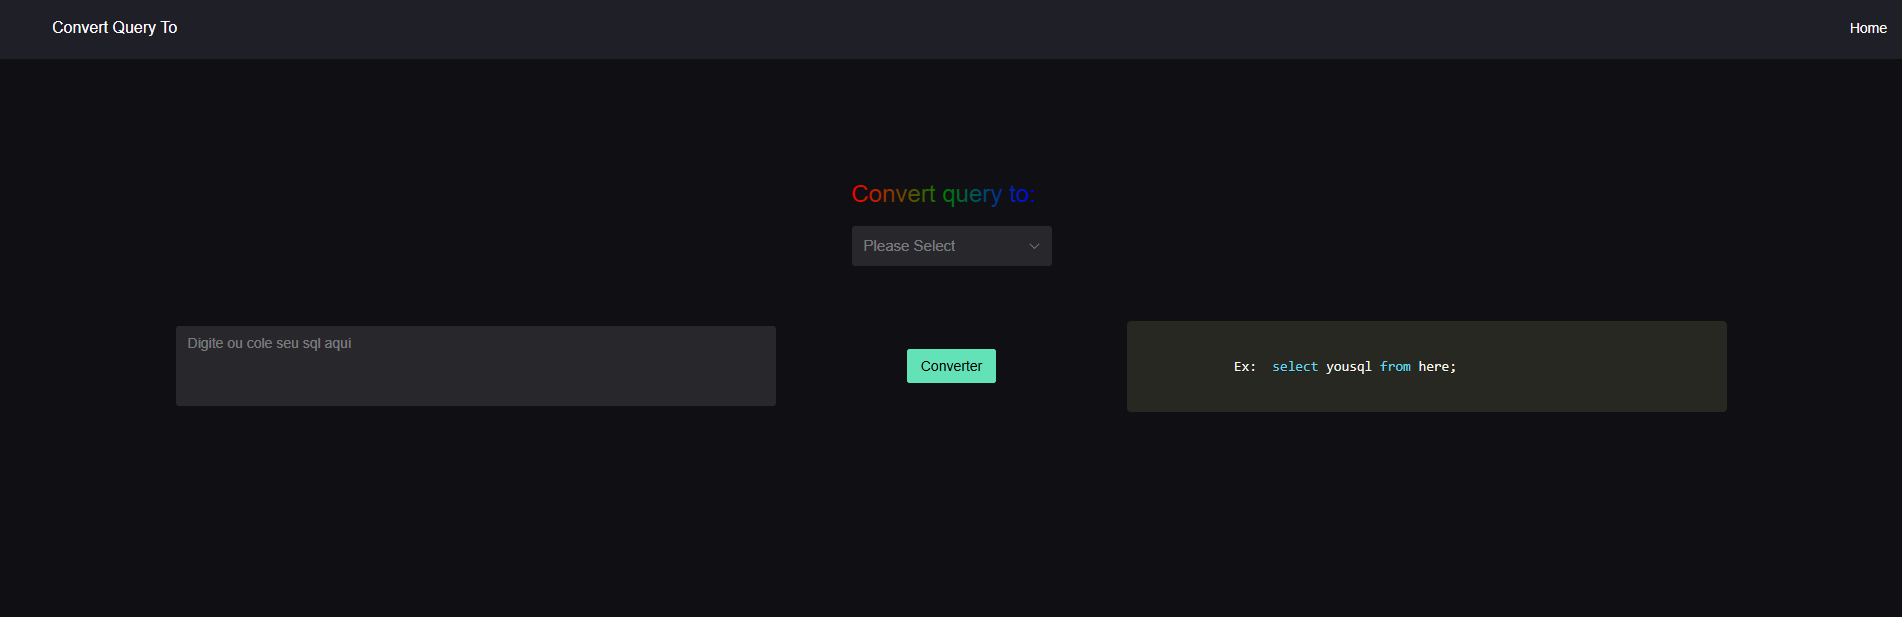 Convert Query To
Home
Convert query to:
Please Select
Digite ou cole seu sql aqui
Converter
Ex:  select yousql from here;